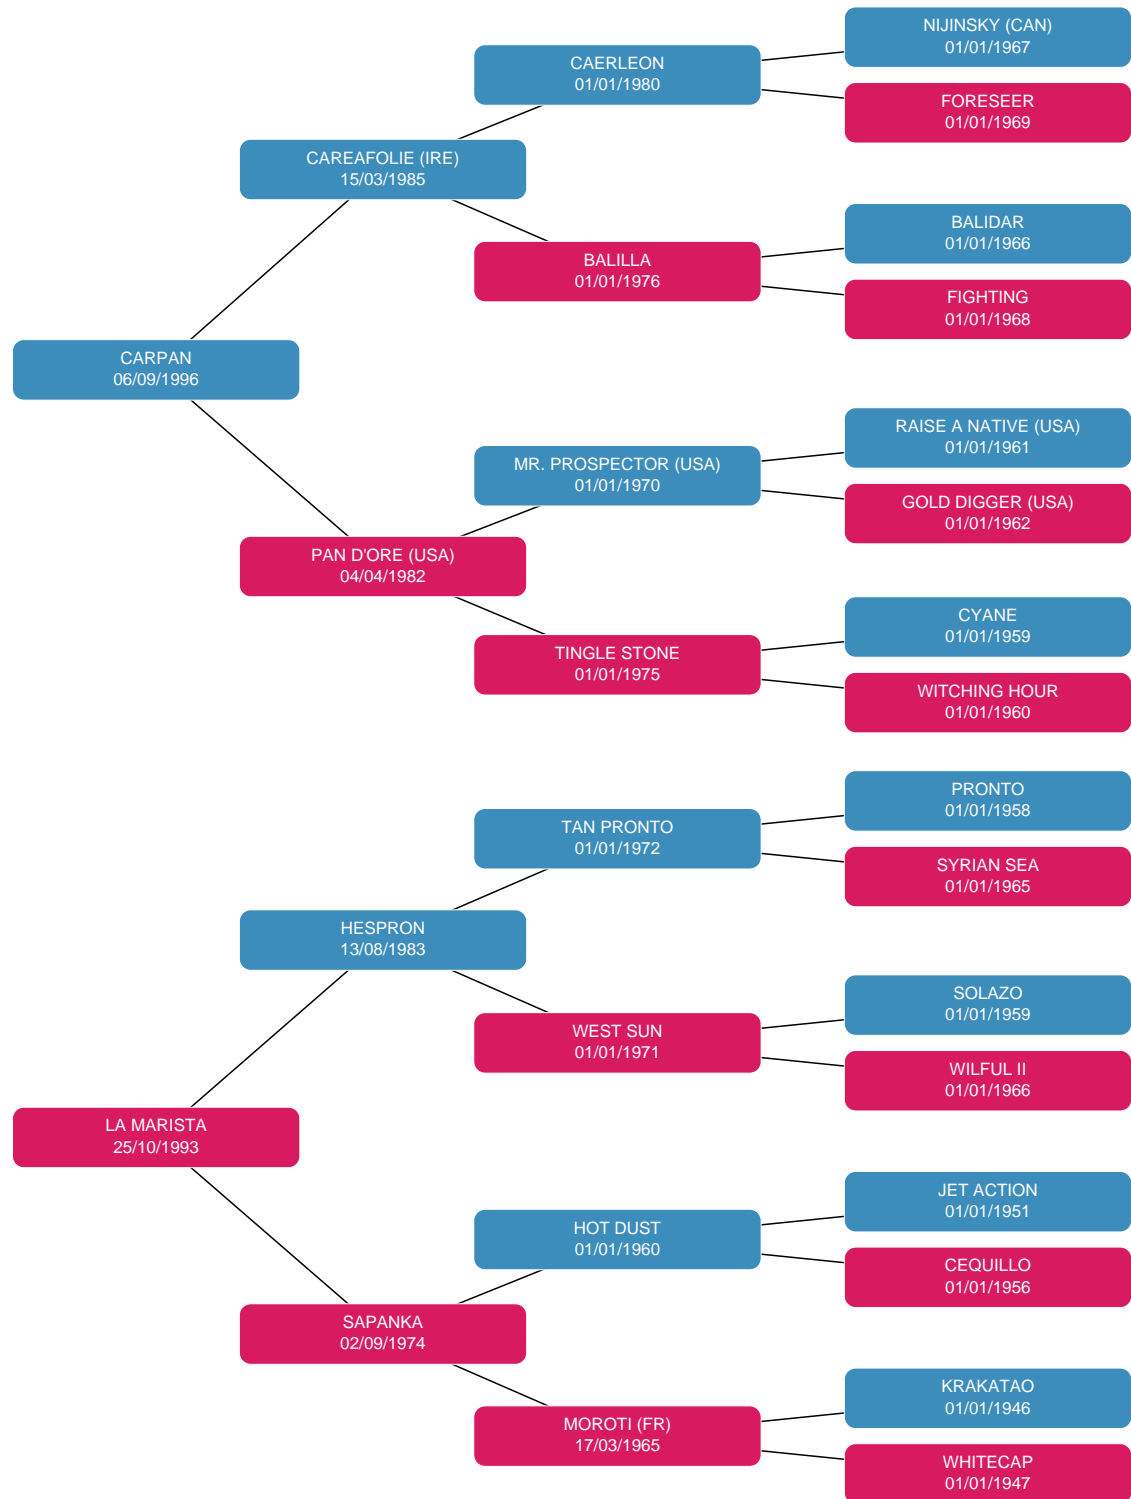 NIJINSKY (CAN)
01/01/1967
CAERLEON
01/01/1980
FORESEER
01/01/1969
CAREAFOLIE (IRE)
15/03/1985
BALIDAR
01/01/1966
BALILLA
01/01/1976
FIGHTING
01/01/1968
CARPAN
06/09/1996
RAISE A NATIVE (USA)
01/01/1961
MR. PROSPECTOR (USA)
01/01/1970
GOLD DIGGER (USA)
01/01/1962
PAN D'ORE (USA)
04/04/1982
CYANE
01/01/1959
TINGLE STONE
01/01/1975
WITCHING HOUR
01/01/1960
PRONTO
01/01/1958
TAN PRONTO
01/01/1972
SYRIAN SEA
01/01/1965
HESPRON
13/08/1983
SOLAZO
01/01/1959
WEST SUN
01/01/1971
WILFUL II
01/01/1966
LA MARISTA
25/10/1993
JET ACTION
01/01/1951
HOT DUST
01/01/1960
CEQUILLO
01/01/1956
SAPANKA
02/09/1974
KRAKATAO
01/01/1946
MOROTI (FR)
17/03/1965
WHITECAP
01/01/1947